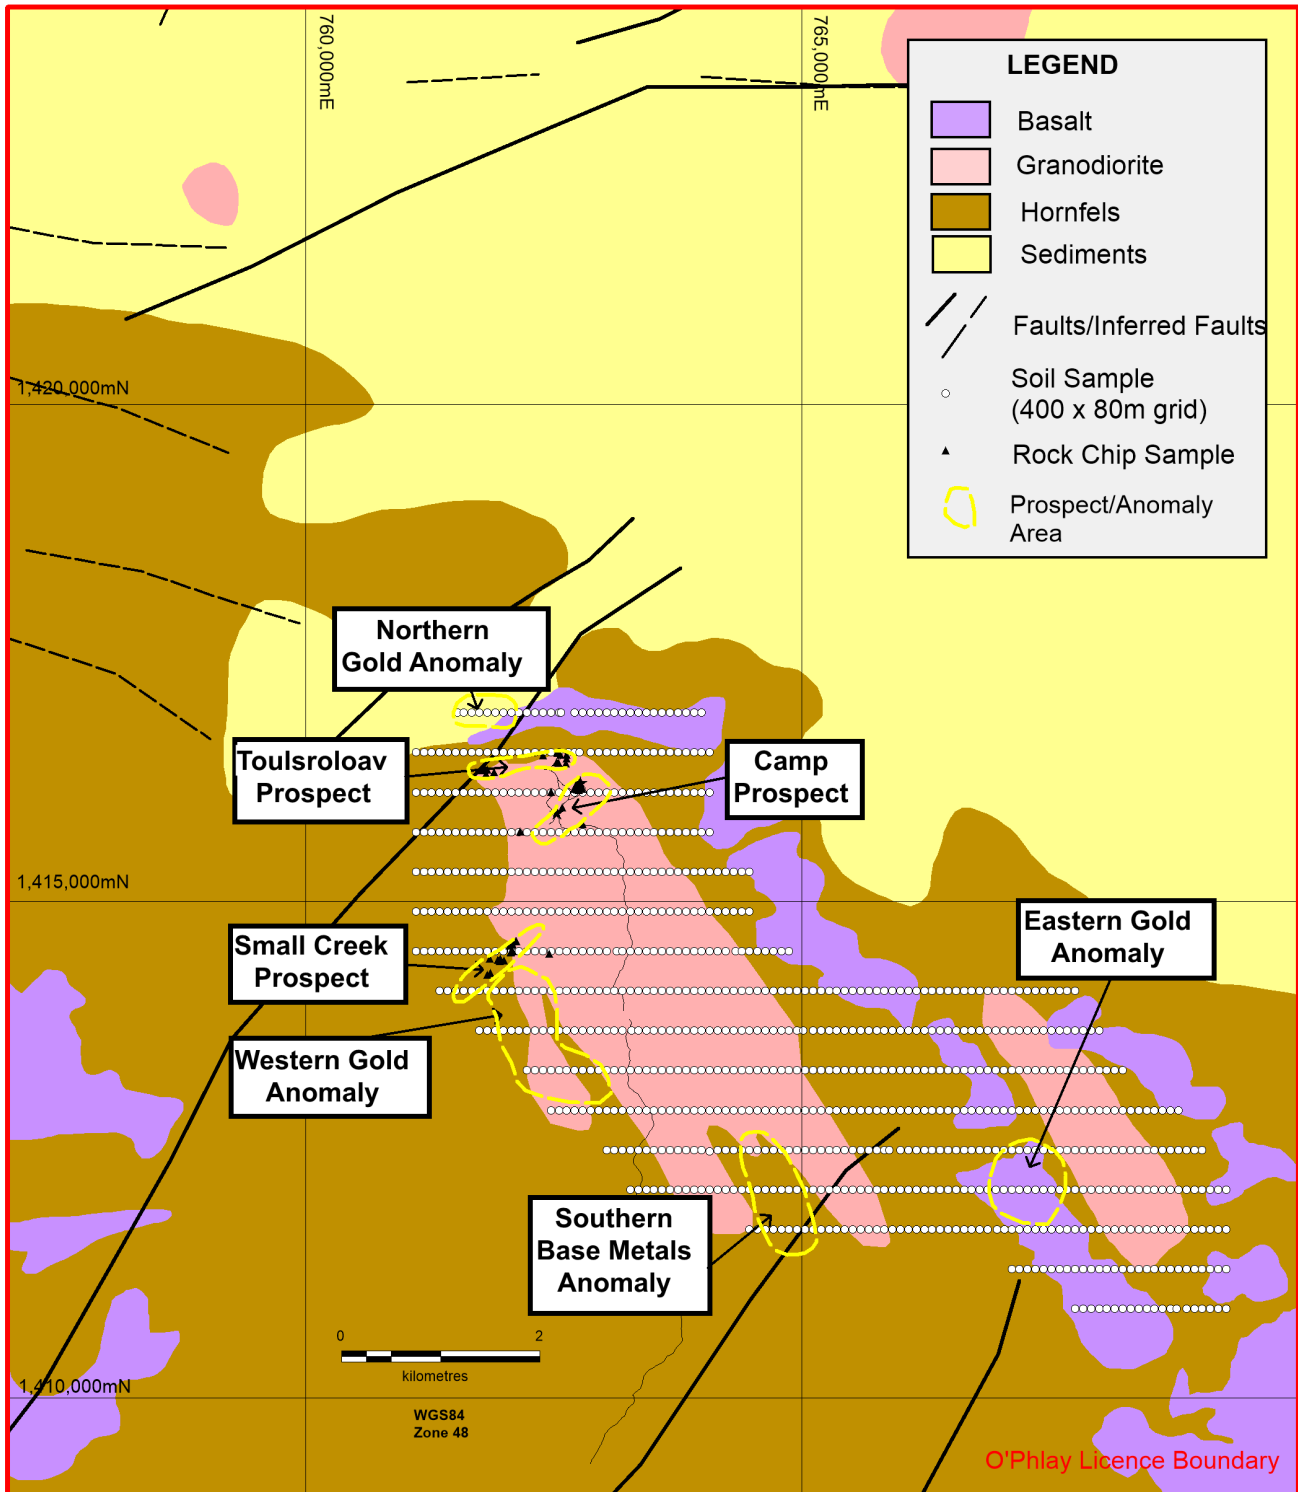 760,000mE
765,000mE
LEGEND
Basalt
Granodiorite
Hornfels
Sediments
Faults/Inferred Faults
Soil Sample
(400 x 80m grid)
Rock Chip Sample
Prospect/Anomaly
Area
1,420,000mN
Northern
Gold Anomaly
Toulsroloav
Prospect
Camp
Prospect
1,415,000mN
Small Creek
Prospect
Eastern Gold
Anomaly
Western Gold
Anomaly
Southern
Base Metals
Anomaly
0 2
kilometres
1,410,000mN
WGS84
Zone 48
O'Phlay Licence Boundary